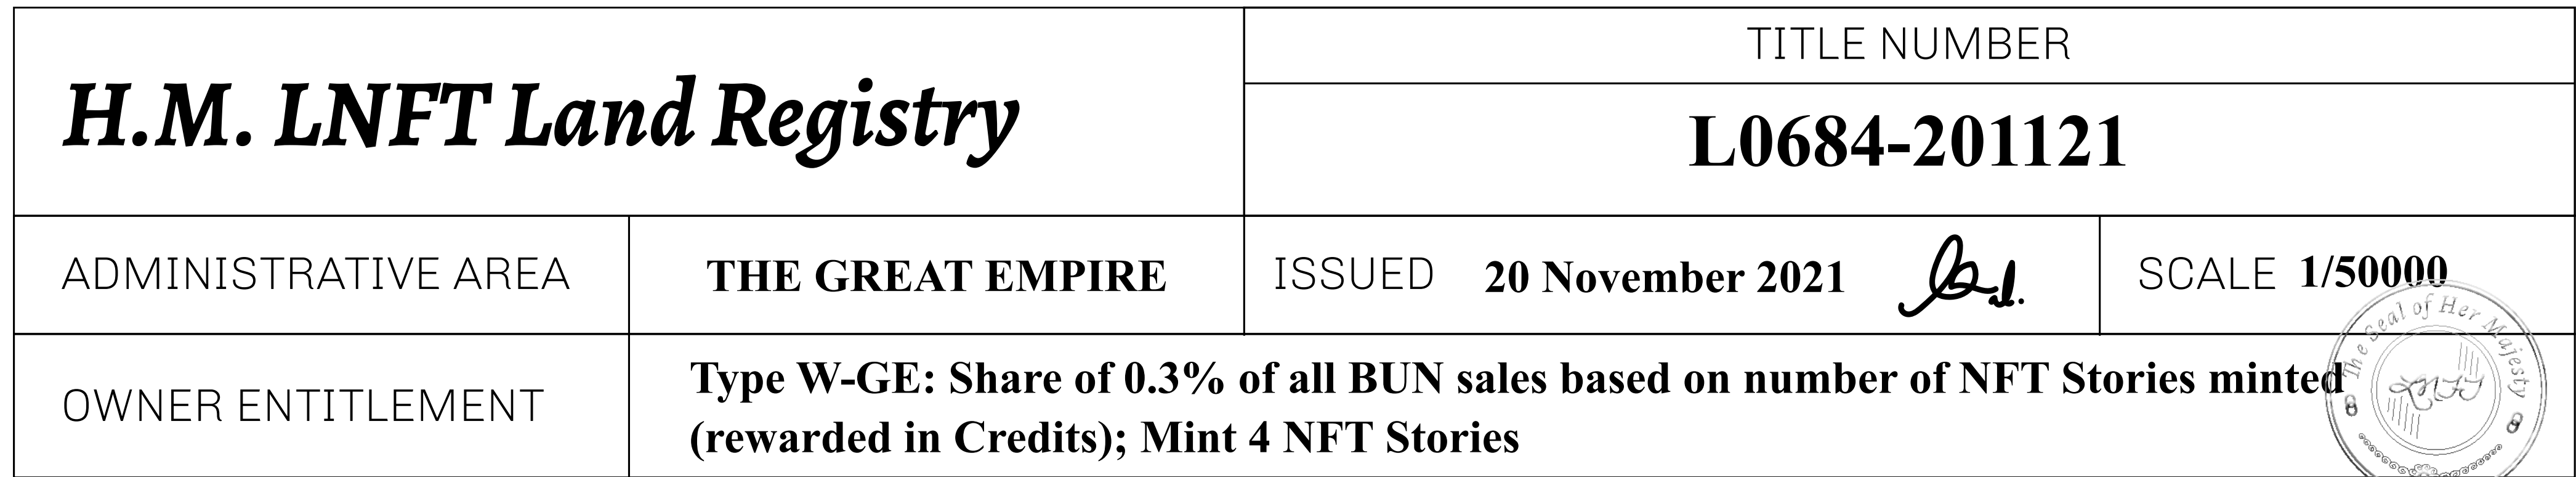 H.M. LNFT Land Registry
TITLE NUMBER
L0684-201121
ADMINISTRATIVE AREA
THE GREAT EMPIRE
ISSUED 20 November 2021
SCALE 1/50000
OWNER ENTITLEMENT
Type W-GE: Share of 0.3% of all BUN sales based on number of NFT Stories minted
(rewarded in Credits); Mint 4 NFT Stories
The Seal of Her Majesty
LNFT